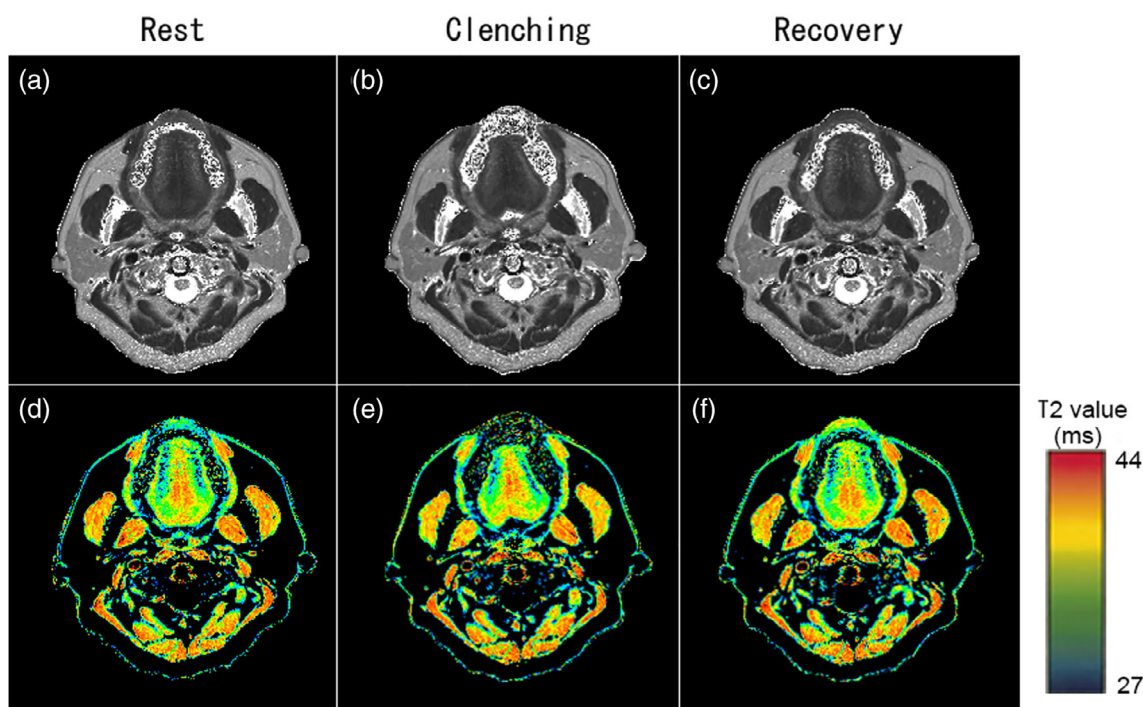 Rest Clenching Recovery
(a) (b) (c)
(d) (e) (f)
T2 value
(ms)
44
27